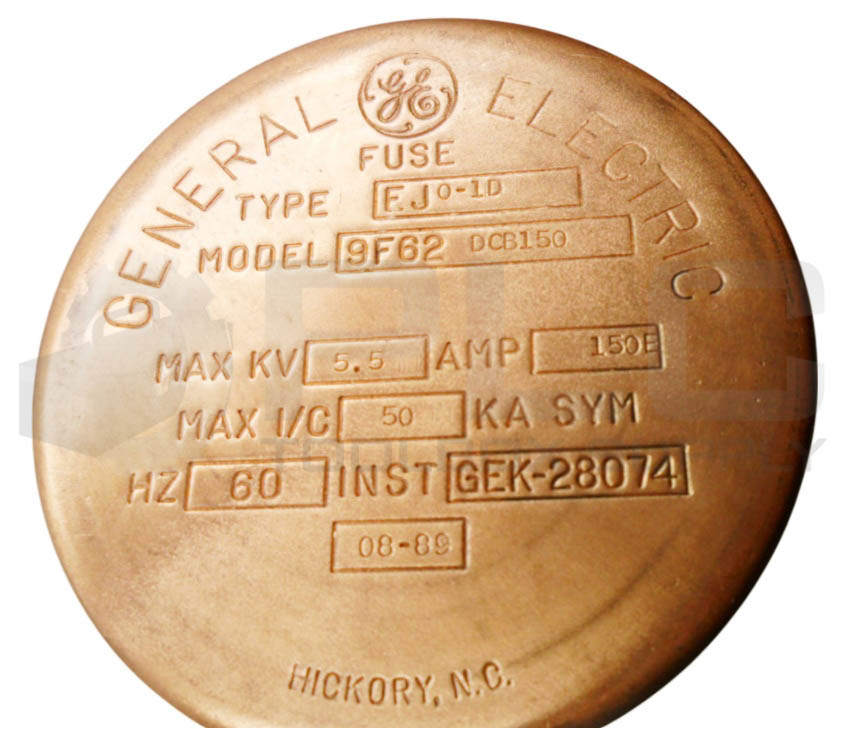 GENERAL GE ELECTRIC
FUSE
TYPE EJO-1D
MODEL 9F62 DCB150
MAX KV 5.5 AMP 150E
MAX I/C 50 KA SYM
HZ 60 INST GEK-28074
08-89
HICKORY, N.C.